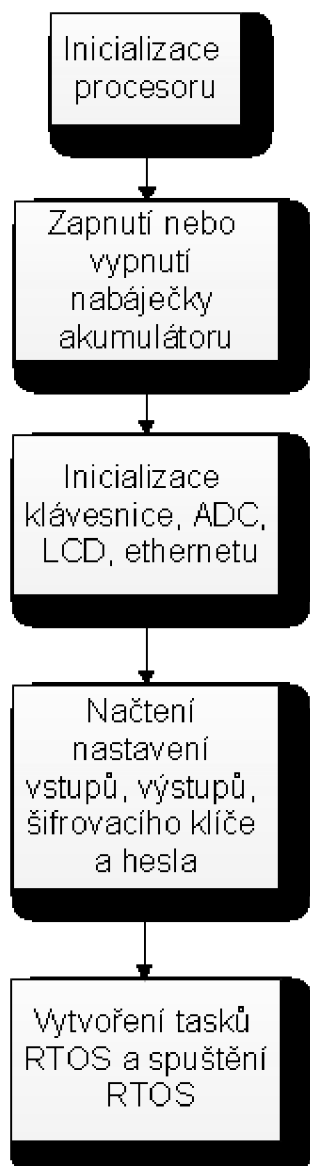 Inicializace
procesoru
Zapnutí nebo
vypnutí
nabáječky
akumulátoru
Inicializace
klávesnice, ADC,
LCD, ethernetu
Načtení
nastavení
vstupů, výstupů,
šifrovacího klíče
a hesla
Vytvoření tasků
RTOS a spuštění
RTOS